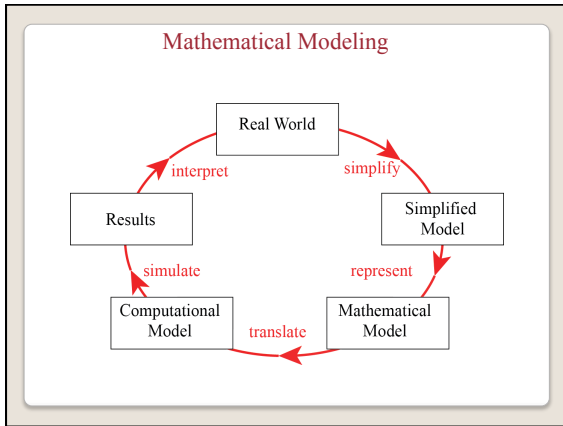 Mathematical Modeling
Real World
interpret
simplify
Results
Simplified
Model
simulate
represent
Computational
Model
translate
Mathematical
Model